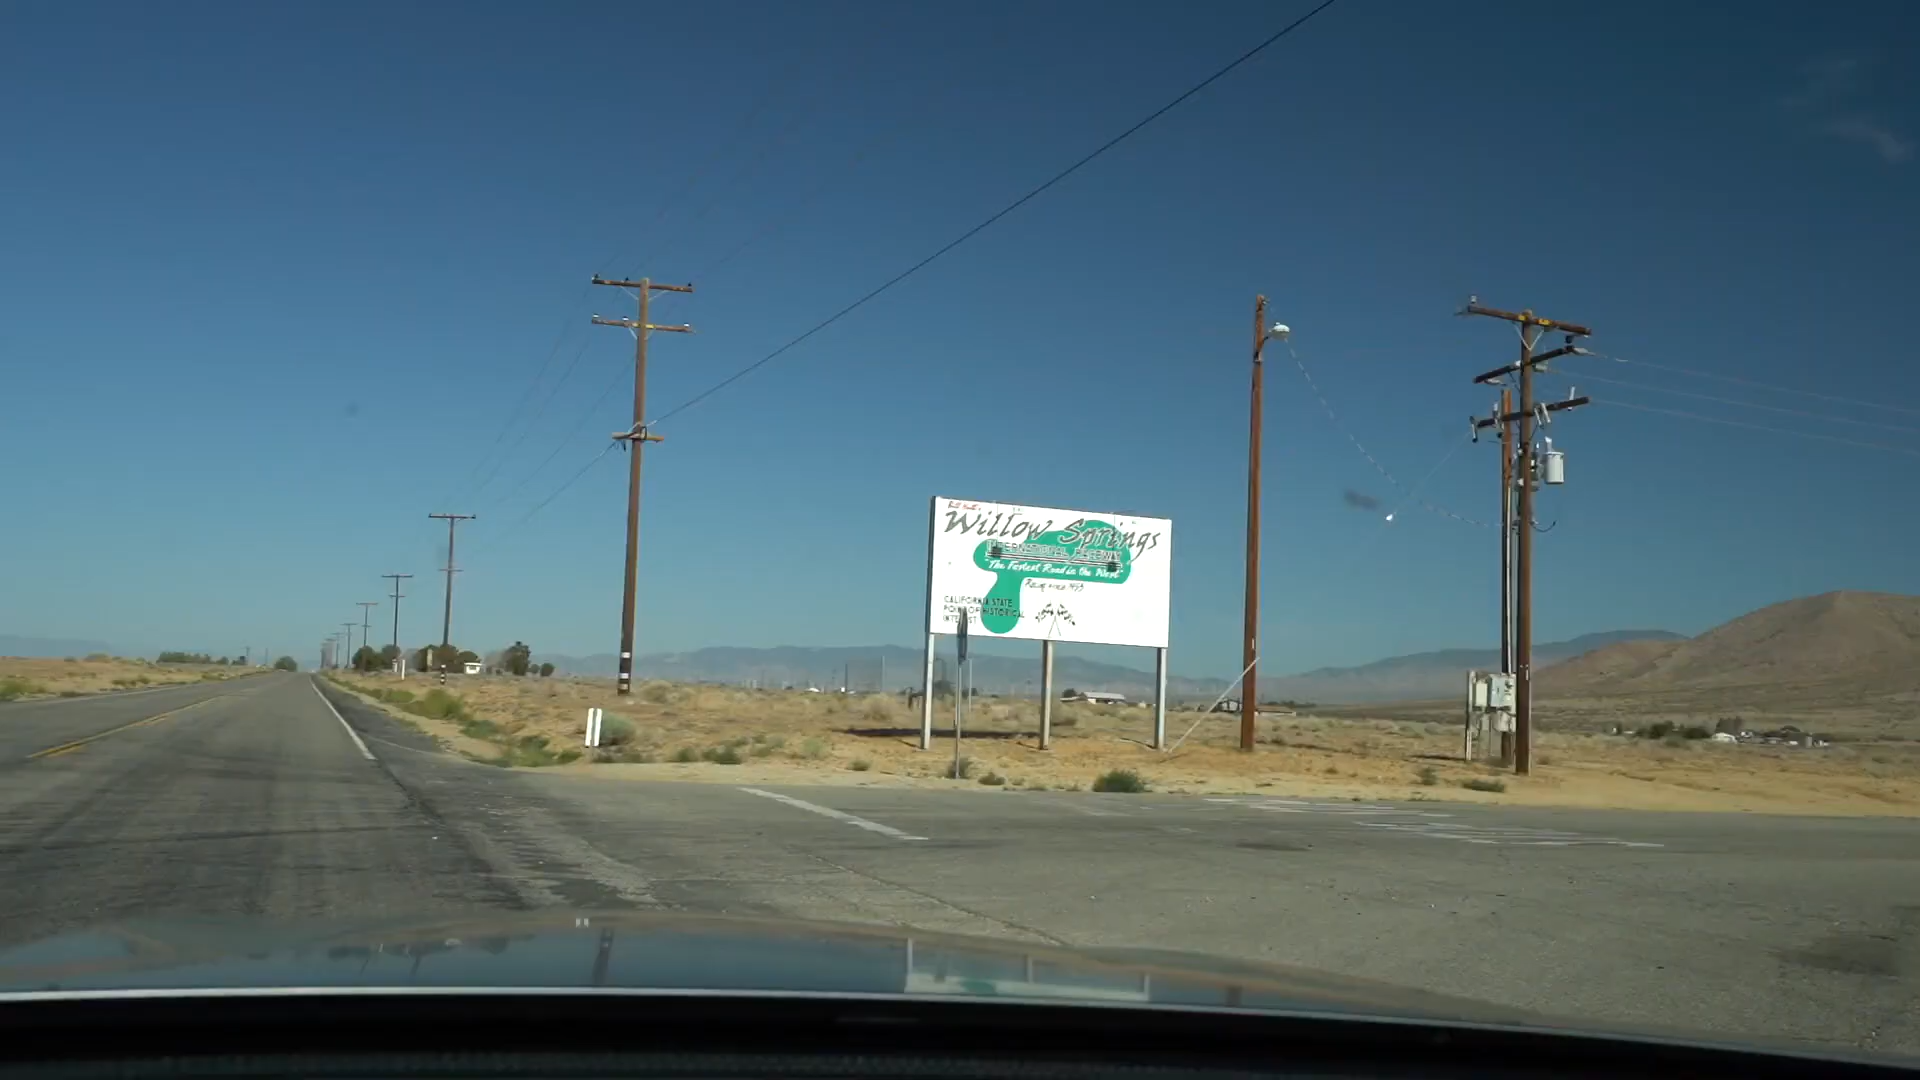 Willow Springs
INTERNATIONAL RACEWAY
"The Fastest Road in the West"
CALIFORNIA STATE
POINT OF HISTORICAL
INTEREST